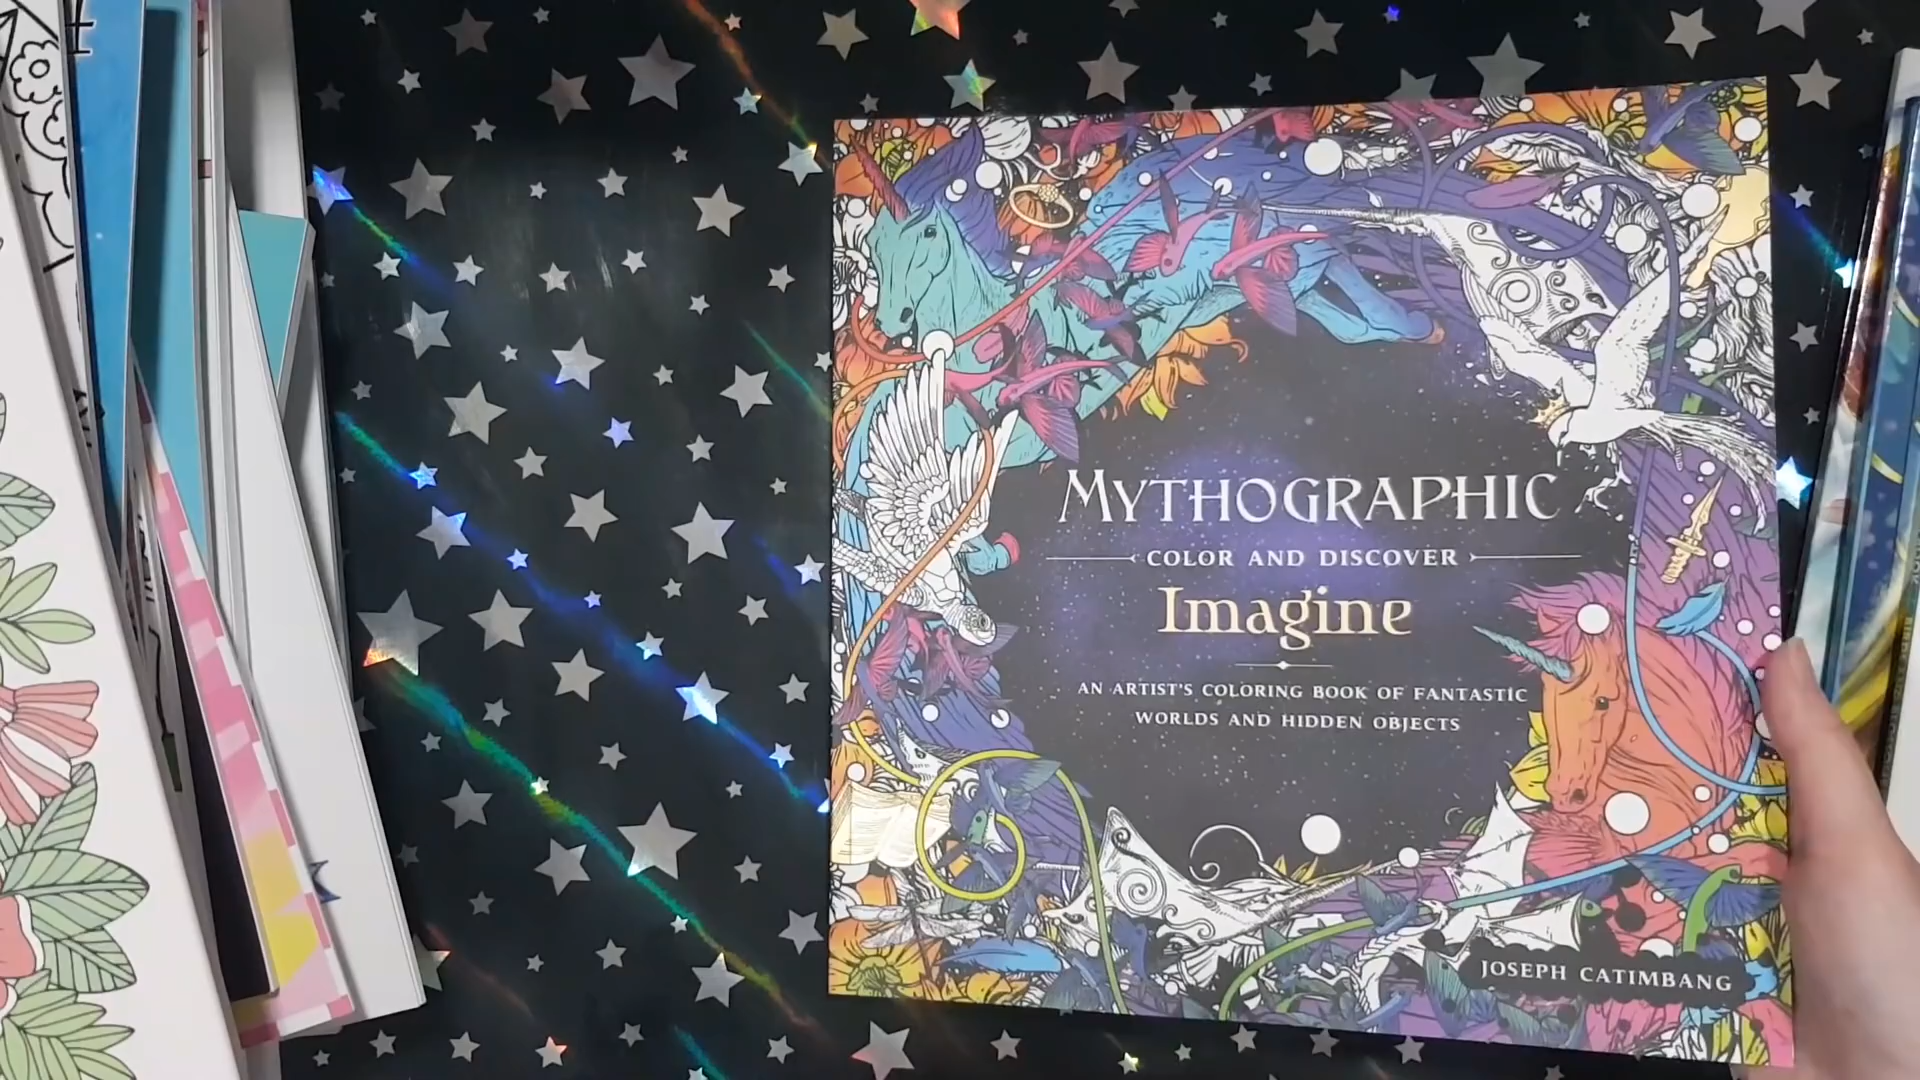 MYTHOGRAPHIC
COLOR AND DISCOVER
Imagine
AN ARTIST'S COLORING BOOK OF FANTASTIC
WORLDS AND HIDDEN OBJECTS
JOSEPH CATIMBANG